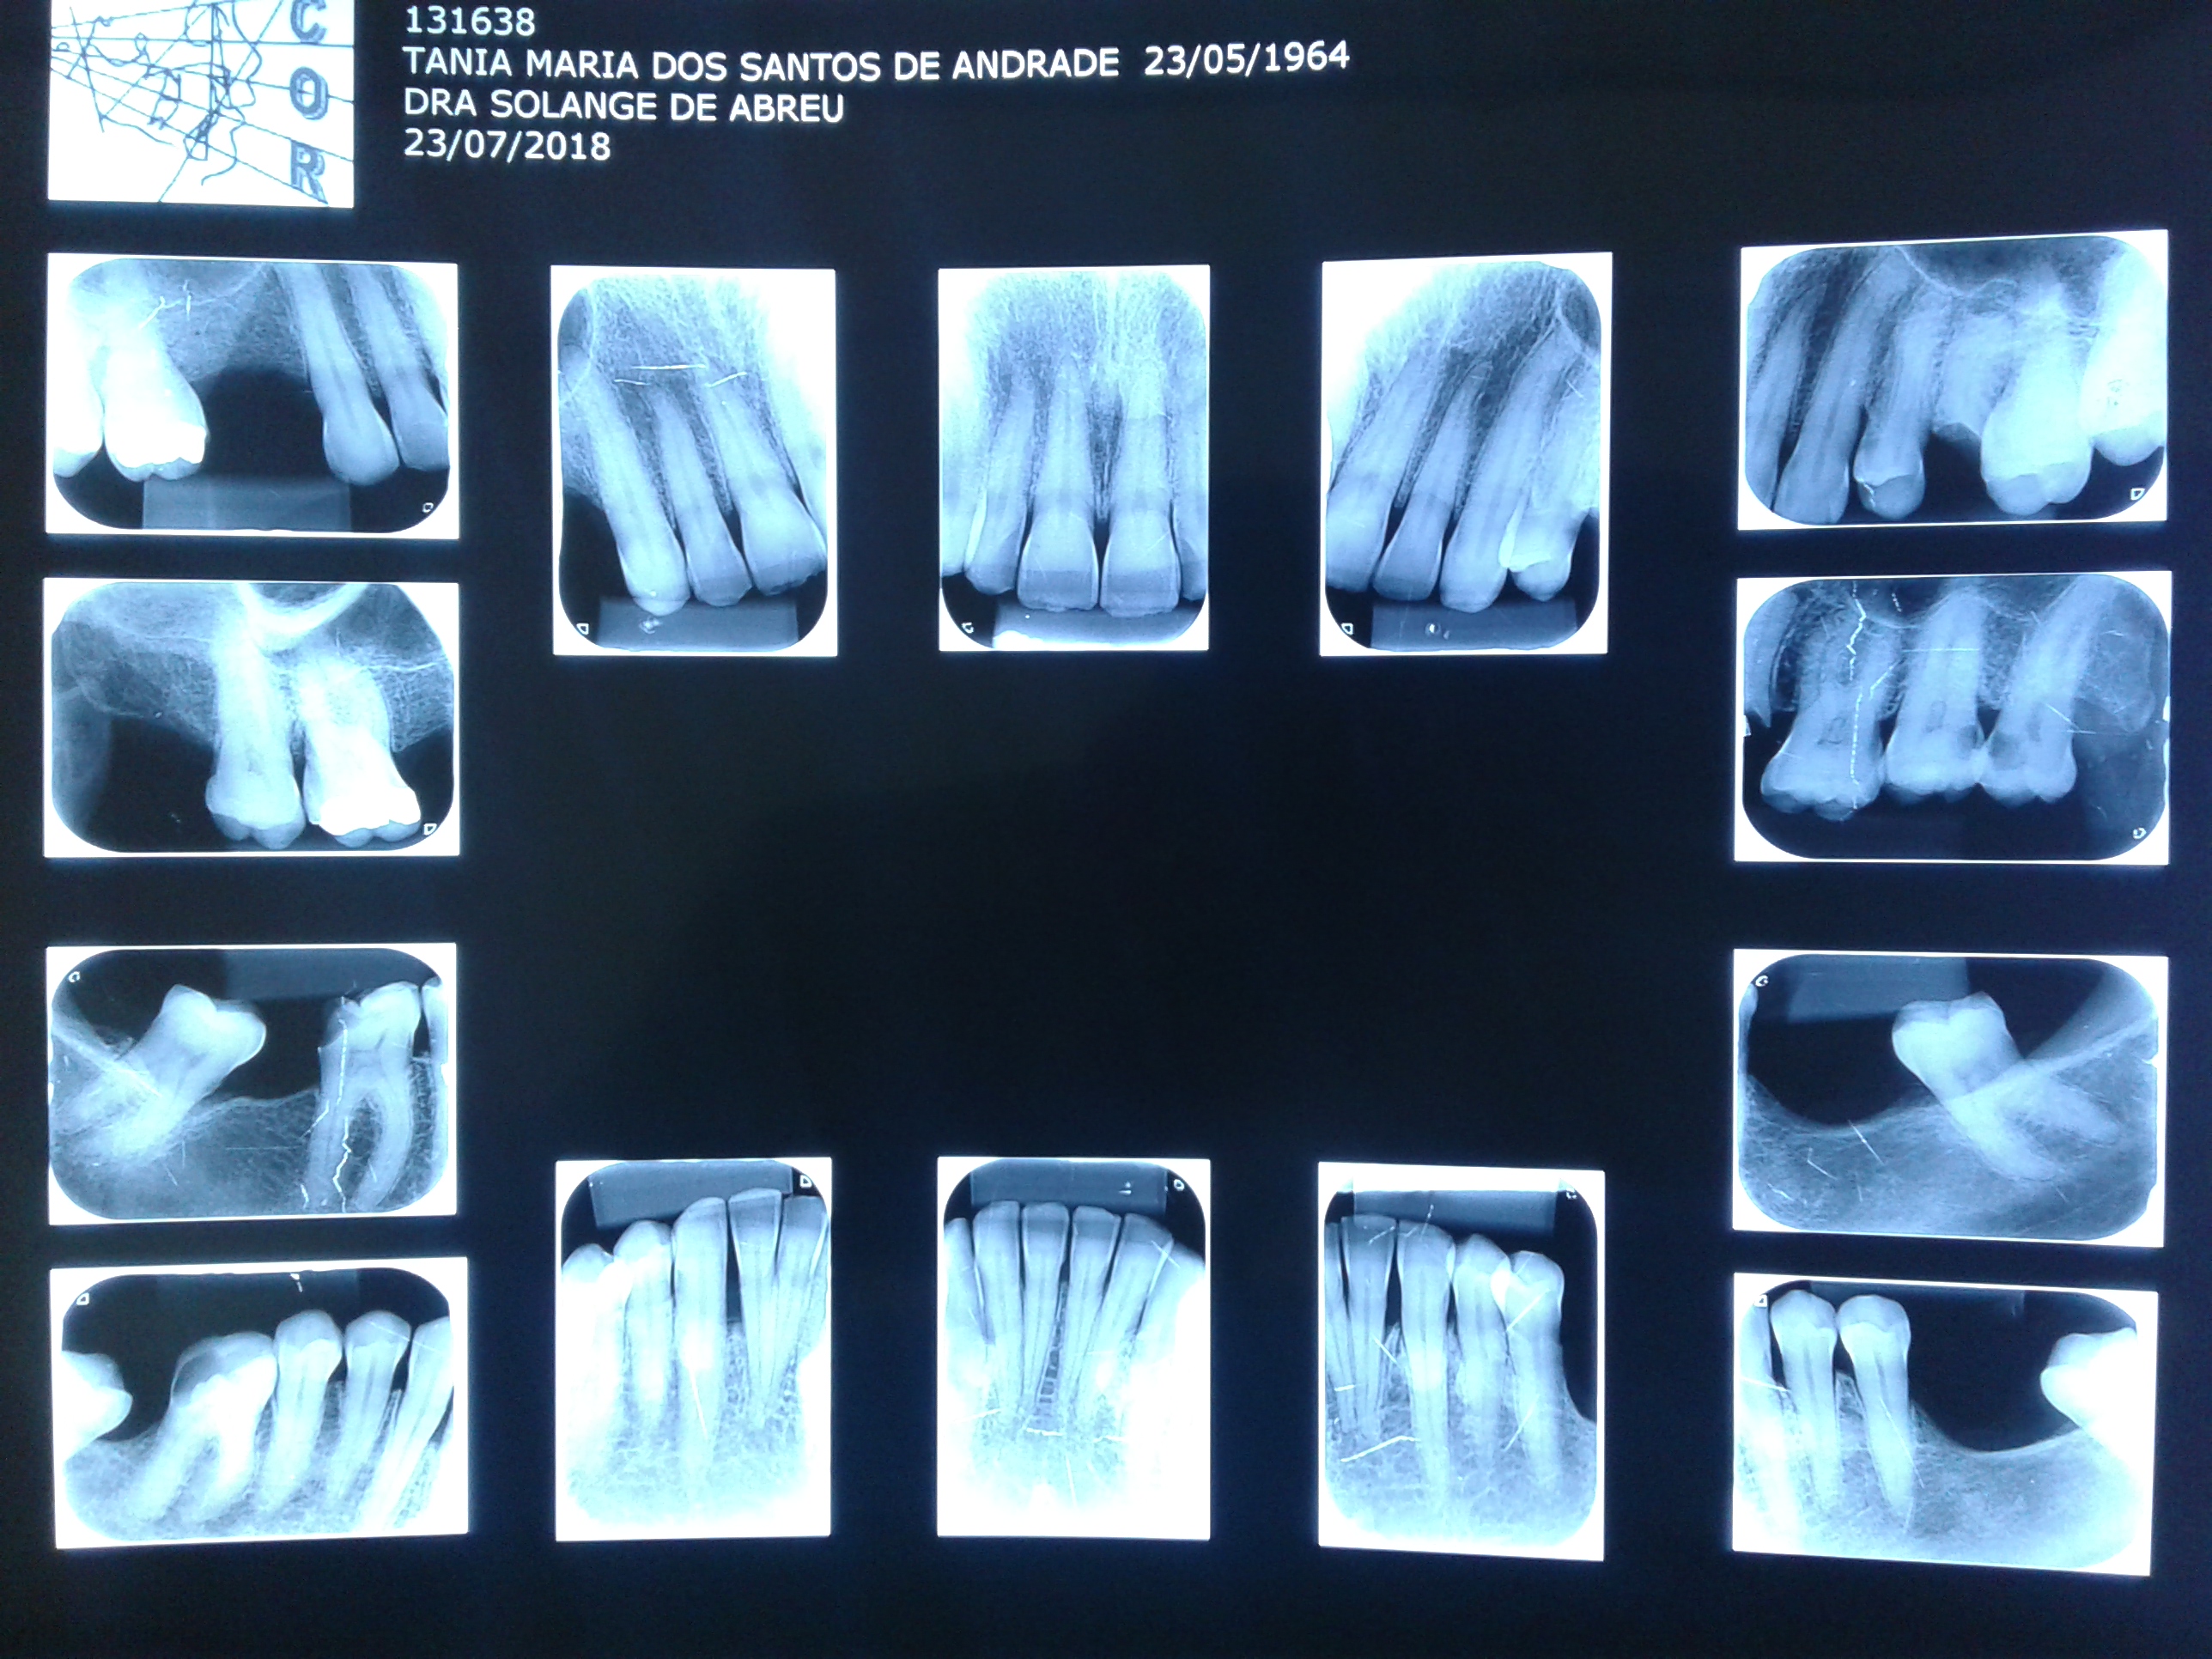 C
O
R
131638
TANIA MARIA DOS SANTOS DE ANDRADE 23/05/1964
DRA SOLANGE DE ABREU
23/07/2018